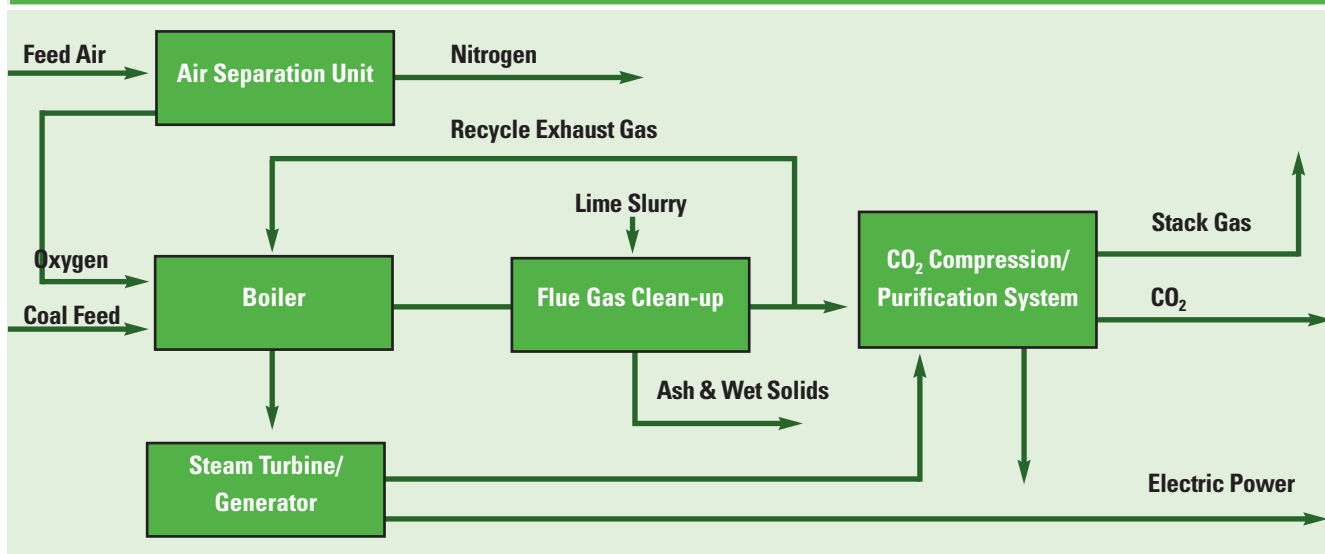 Feed Air
Air Separation Unit
Nitrogen
Recycle Exhaust Gas
Lime Slurry
Oxygen
Boiler
Flue Gas Clean-up
CO₂ Compression/
Purification System
Stack Gas
CO₂
Coal Feed
Ash & Wet Solids
Steam Turbine/
Generator
Electric Power